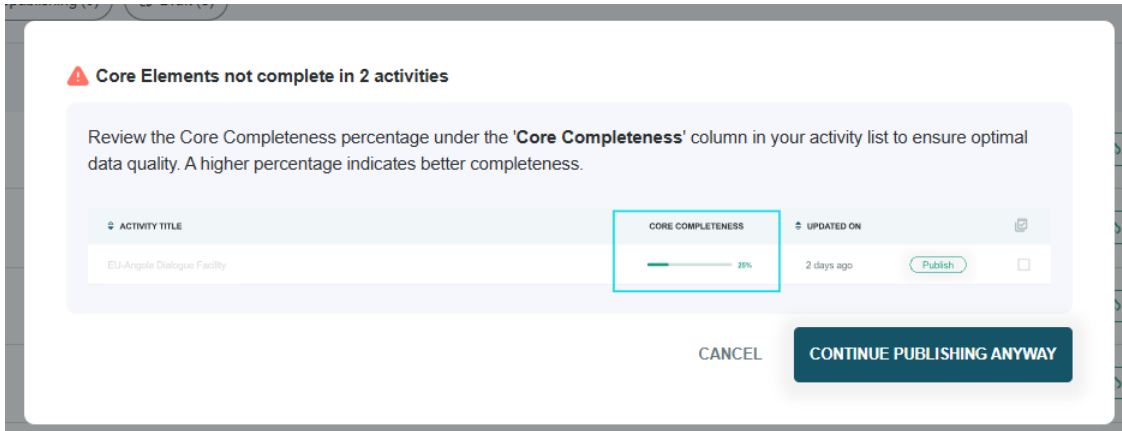 Core Elements not complete in 2 activities
Review the Core Completeness percentage under the 'Core Completeness' column in your activity list to ensure optimal
data quality. A higher percentage indicates better completeness.
ACTIVITY TITLE CORE COMPLETENESS UPDATED ON
EU-Angola Dialogue Facility 25% 2 days ago Publish
CANCEL CONTINUE PUBLISHING ANYWAY